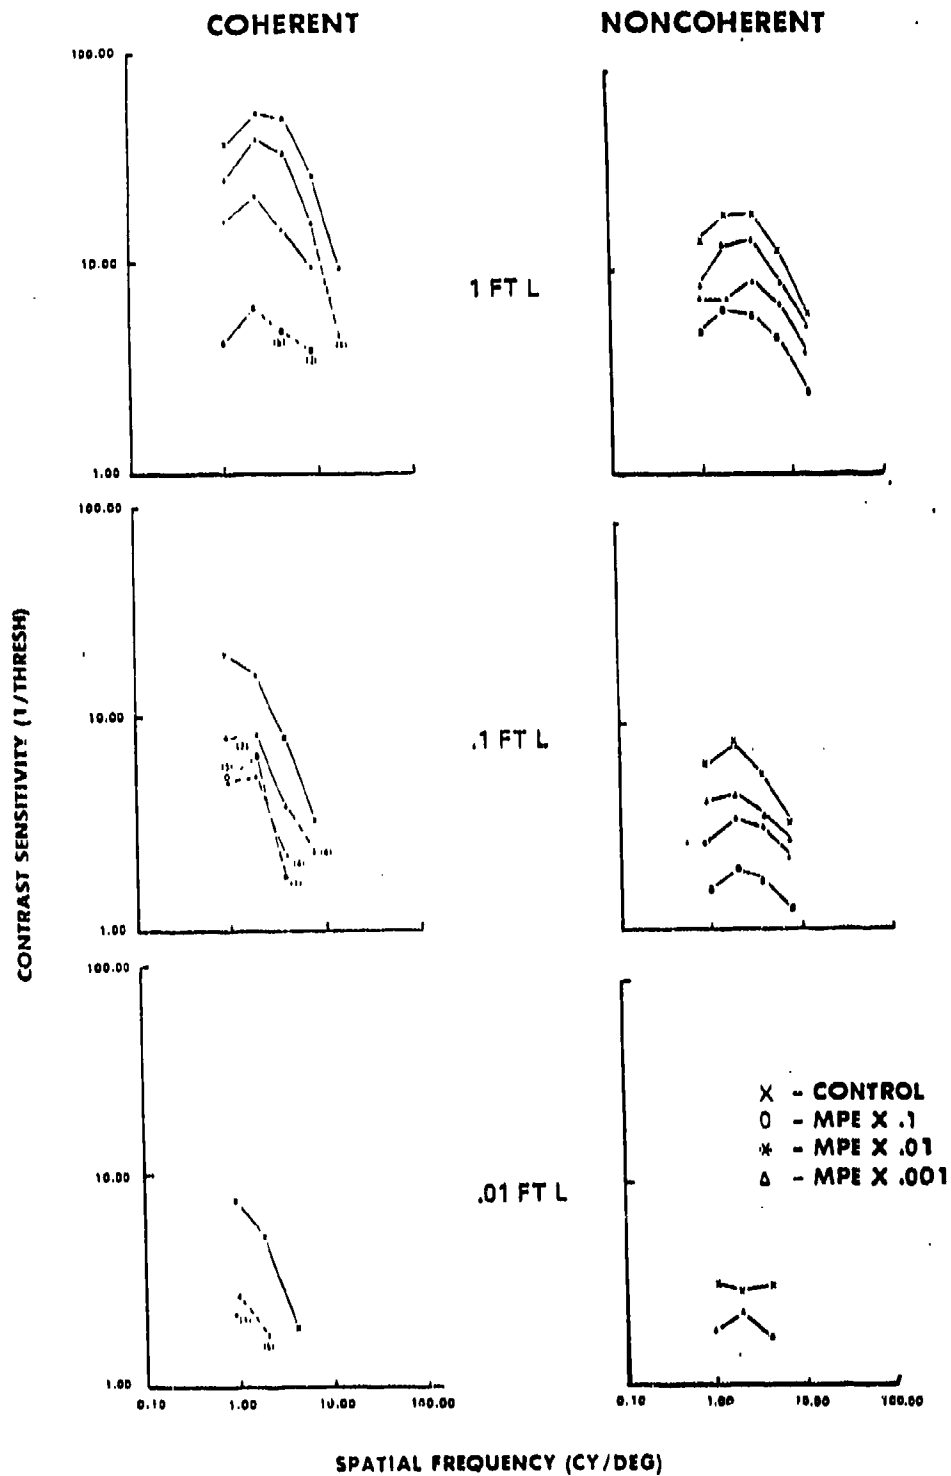 COHERENT NONCOHERENT
100.00
10.00
1 FT L
(6) (3) (5)
1.00
100.00
CONTRAST SENSITIVITY (1/THRESH)
10.00
.1 FT L
1.00
100.00
X - CONTROL
O - MPE X .1
* - MPE X .01
Δ - MPE X .001
10.00
.01 FT L
1.00
0.10 1.00 10.00 100.00 0.10 1.00 10.00 100.00
SPATIAL FREQUENCY (CY/DEG)